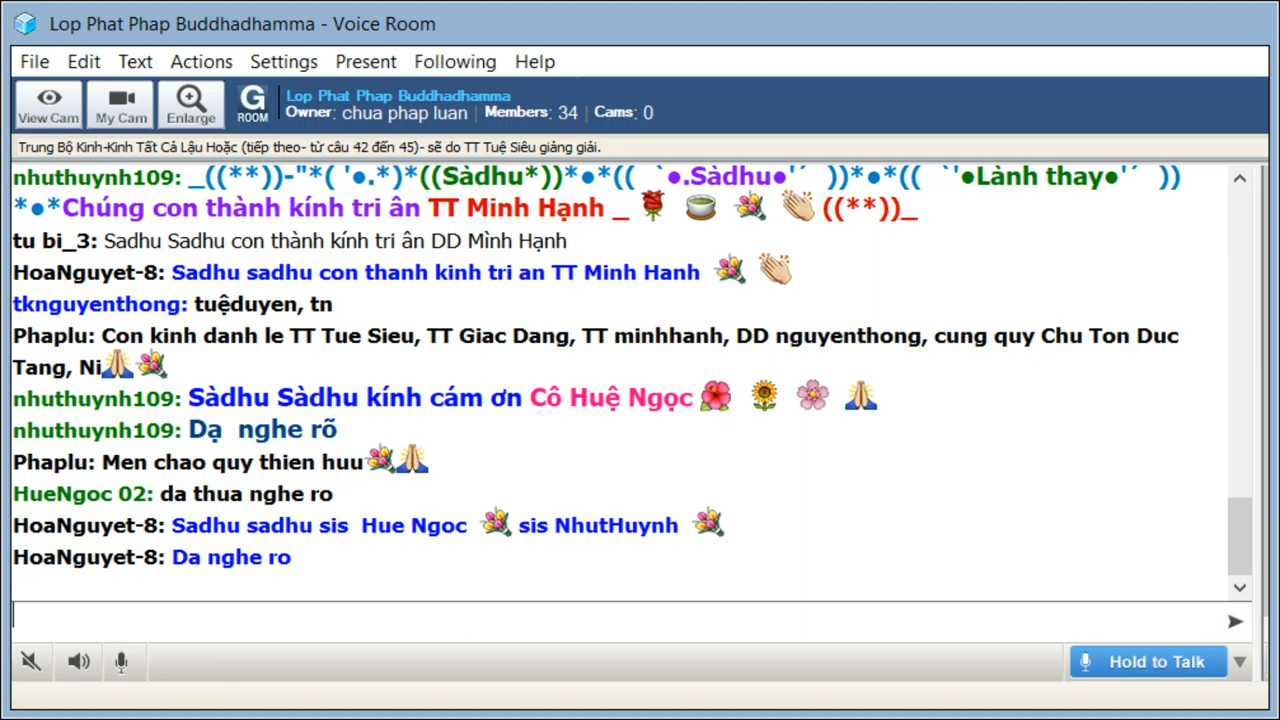 Lop Phat Phap Buddhadhamma - Voice Room
File Edit Text Actions Settings Present Following Help
View Cam My Cam Enlarge G ROOM
Lop Phat Phap Buddhadhamma
Owner: chua phap luan | Members: 34 | Cams: 0
Trung Bộ Kinh-Kinh Tất Cả Lậu Hoặc (tiếp theo- từ câu 42 đến 45)- sẽ do TT Tuệ Siêu giảng giải.
nhuthuynh109: _((**))-"*( '●.*)*((Sàdhu*))*●*(( `●.Sàdhu●'´ ))*●*(( `'●Lành thay●'´ ))
*●*Chúng con thành kính tri ân TT Minh Hạnh _ 🌹 🍵 💐 👏 ((**))_
tu bi_3: Sadhu Sadhu con thành kính tri ân DD Mình Hạnh
HoaNguyet-8: Sadhu sadhu con thanh kinh tri an TT Minh Hanh 💐 👏
tknguyenthong: tuệduyen, tn
Phaplu: Con kinh danh le TT Tue Sieu, TT Giac Dang, TT minhhanh, DD nguyenthong, cung quy Chu Ton Duc
Tang, Ni🙏💐
nhuthuynh109: Sàdhu Sàdhu kính cám ơn Cô Huệ Ngọc 🌺 🌻 🌸 🙏
nhuthuynh109: Dạ nghe rõ
Phaplu: Men chao quy thien huu💐🙏
HueNgoc 02: da thua nghe ro
HoaNguyet-8: Sadhu sadhu sis Hue Ngoc 💐 sis NhutHuynh 💐
HoaNguyet-8: Da nghe ro
Hold to Talk